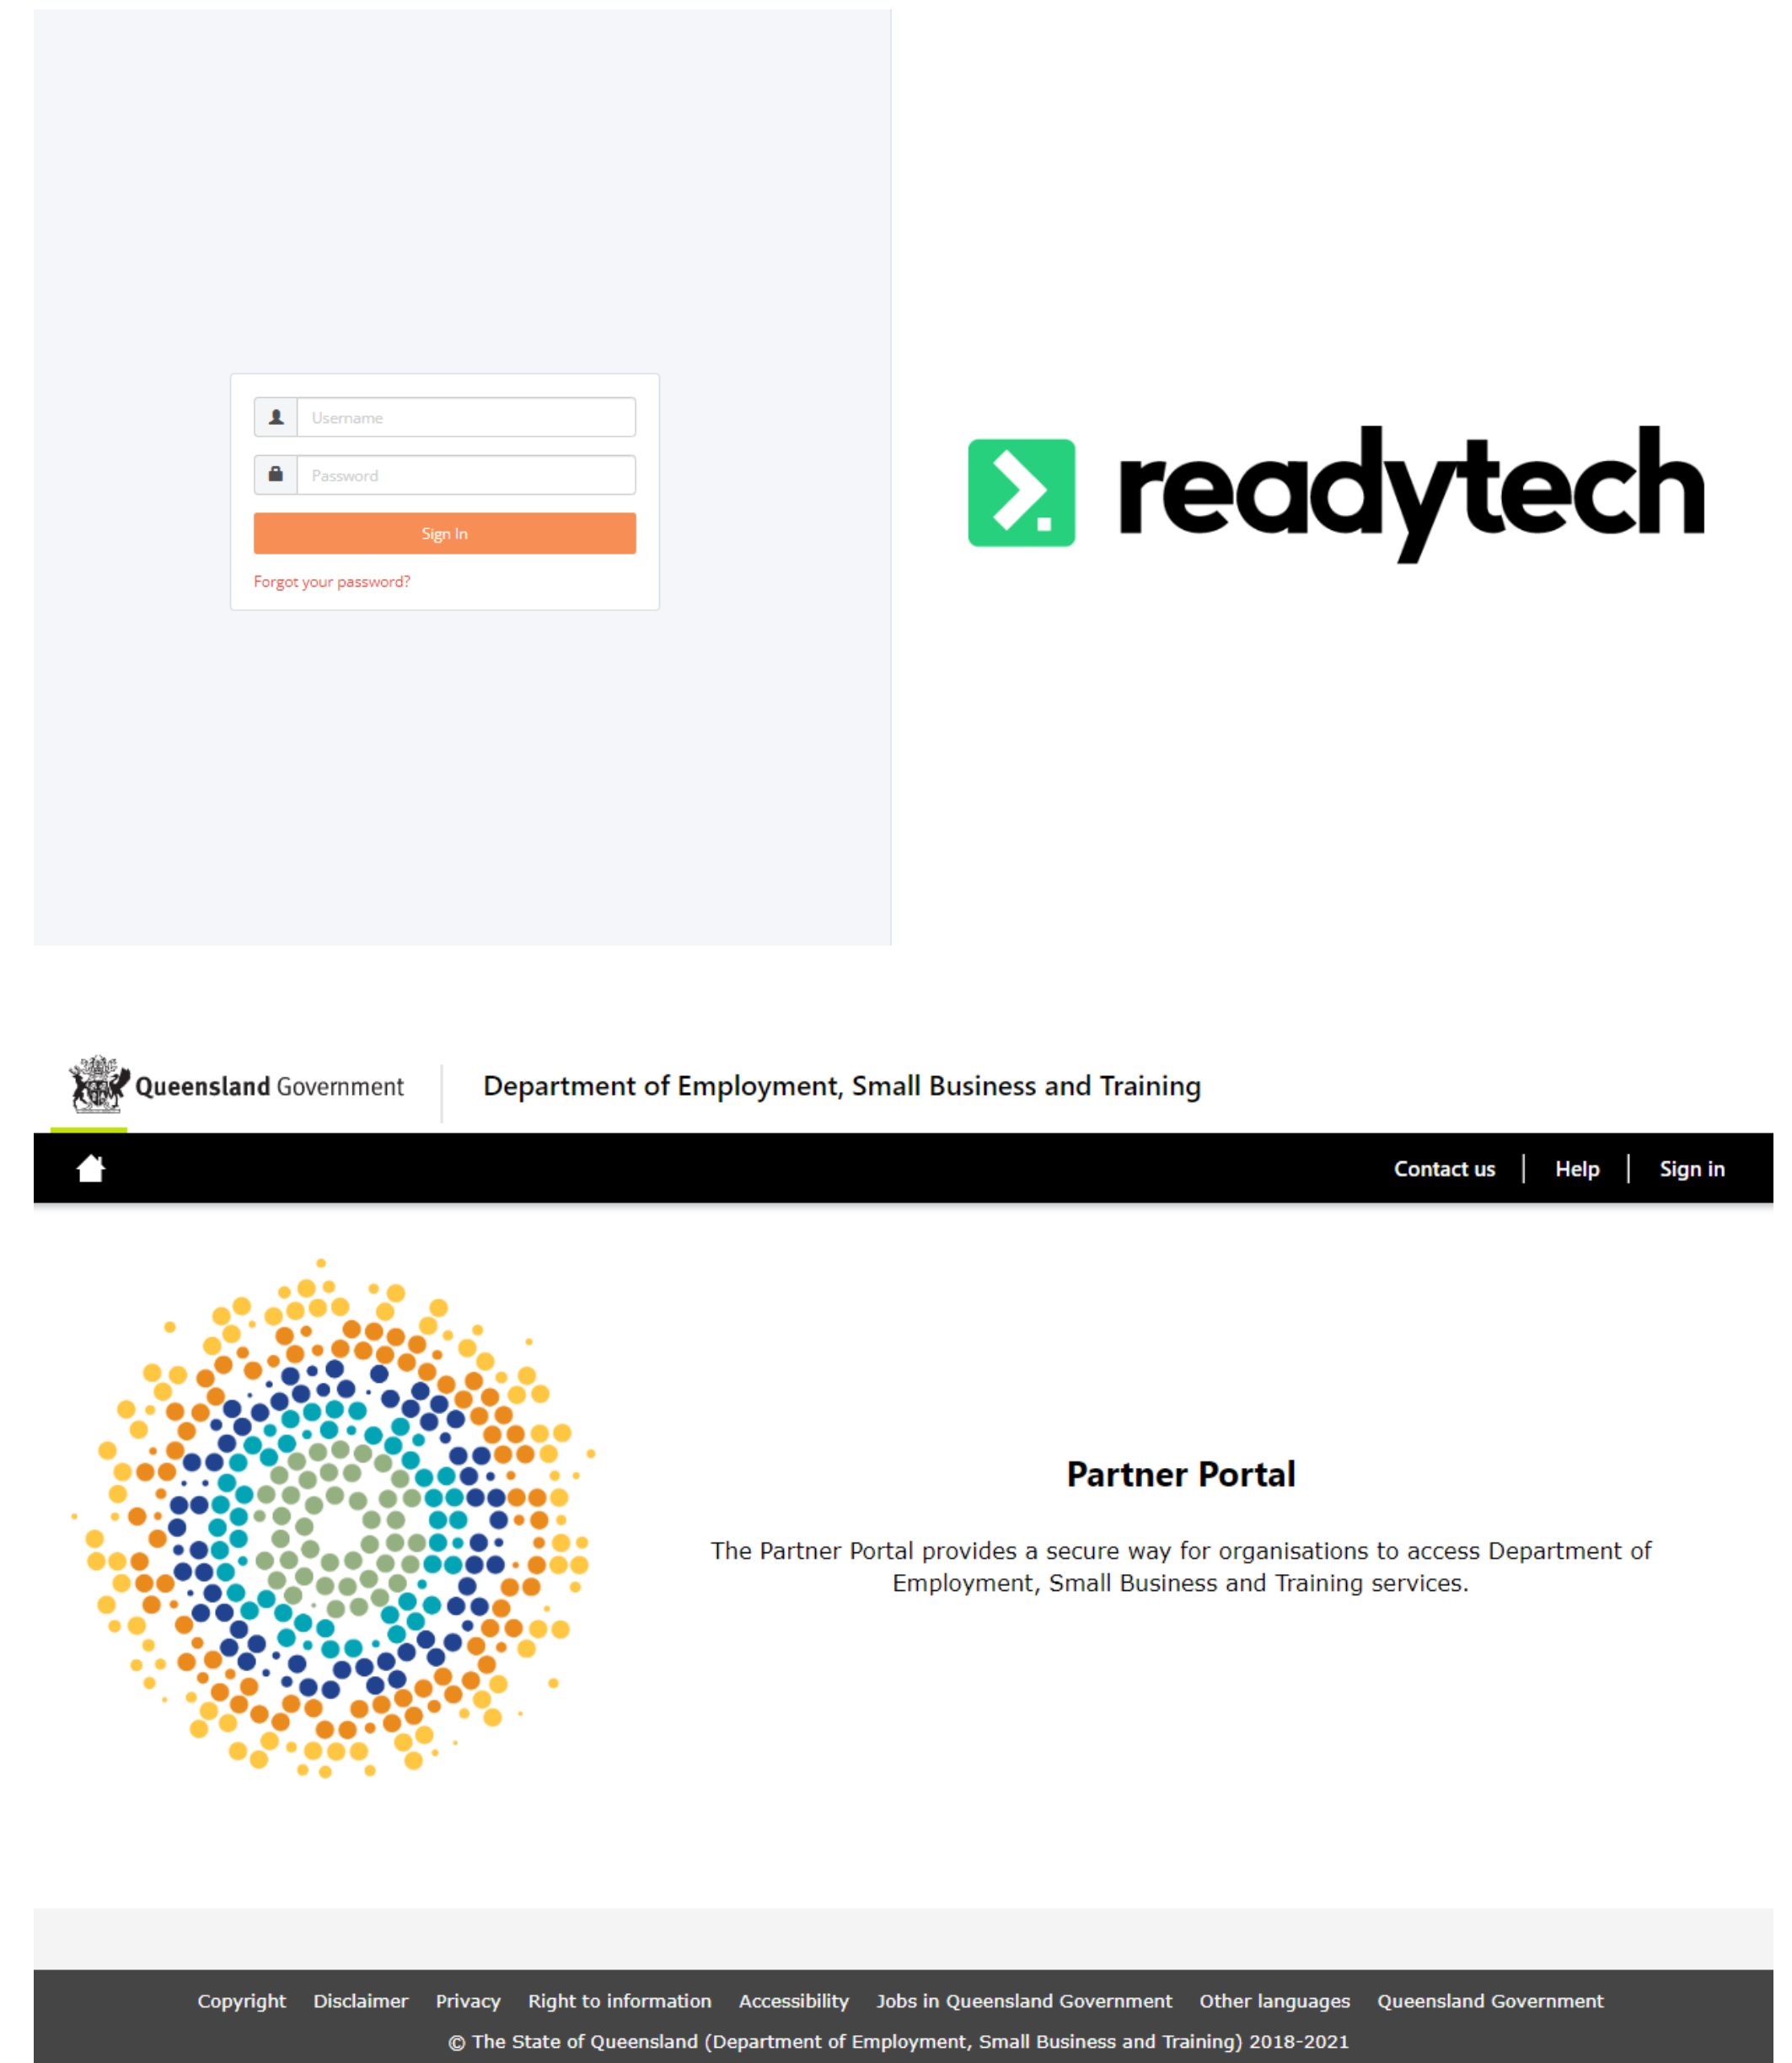 Username
Password
Sign In
Forgot your password?
readytech
Queensland Government
Department of Employment, Small Business and Training
Contact us
Help
Sign in
Partner Portal
The Partner Portal provides a secure way for organisations to access Department of
Employment, Small Business and Training services.
Copyright Disclaimer Privacy Right to information Accessibility Jobs in Queensland Government Other languages Queensland Government
© The State of Queensland (Department of Employment, Small Business and Training) 2018-2021